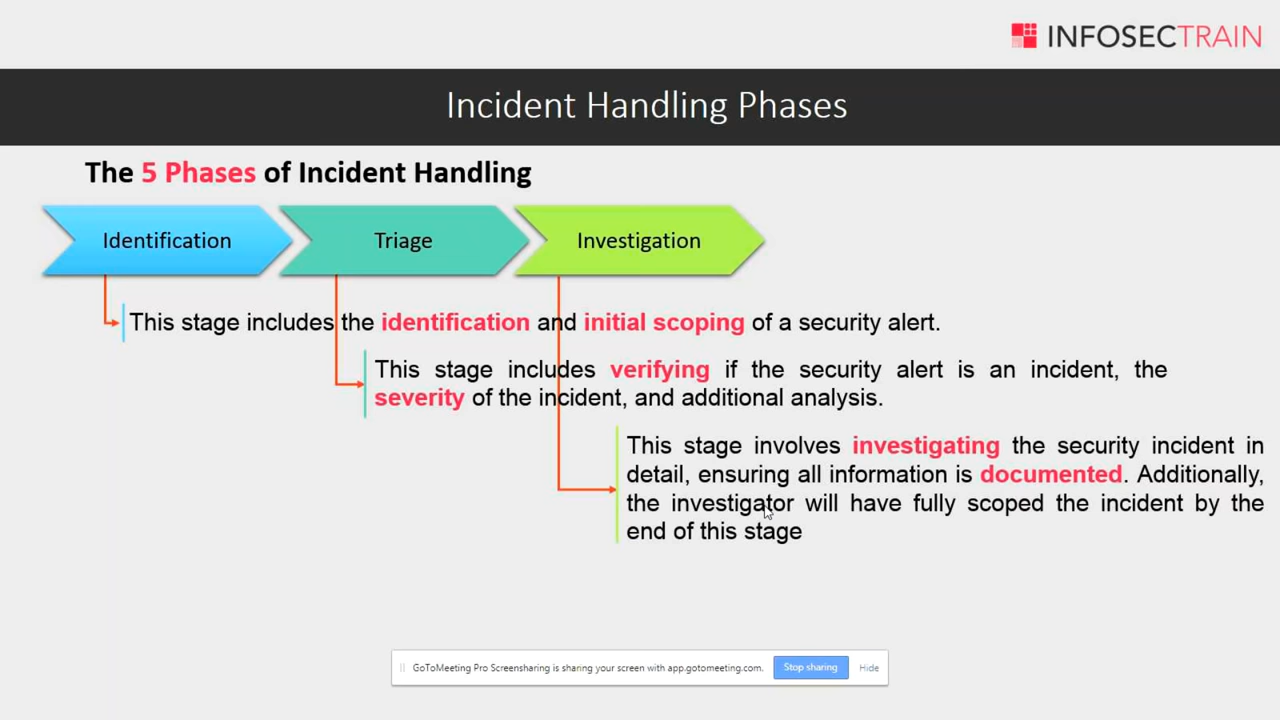 INFOSECTRAIN
Incident Handling Phases
The 5 Phases of Incident Handling
Identification
Triage
Investigation
This stage includes the identification and initial scoping of a security alert.
This stage includes verifying if the security alert is an incident, the
severity of the incident, and additional analysis.
This stage involves investigating the security incident in
detail, ensuring all information is documented. Additionally,
the investigator will have fully scoped the incident by the
end of this stage
GoToMeeting Pro Screensharing is sharing your screen with app.gotomeeting.com.
Stop sharing
Hide